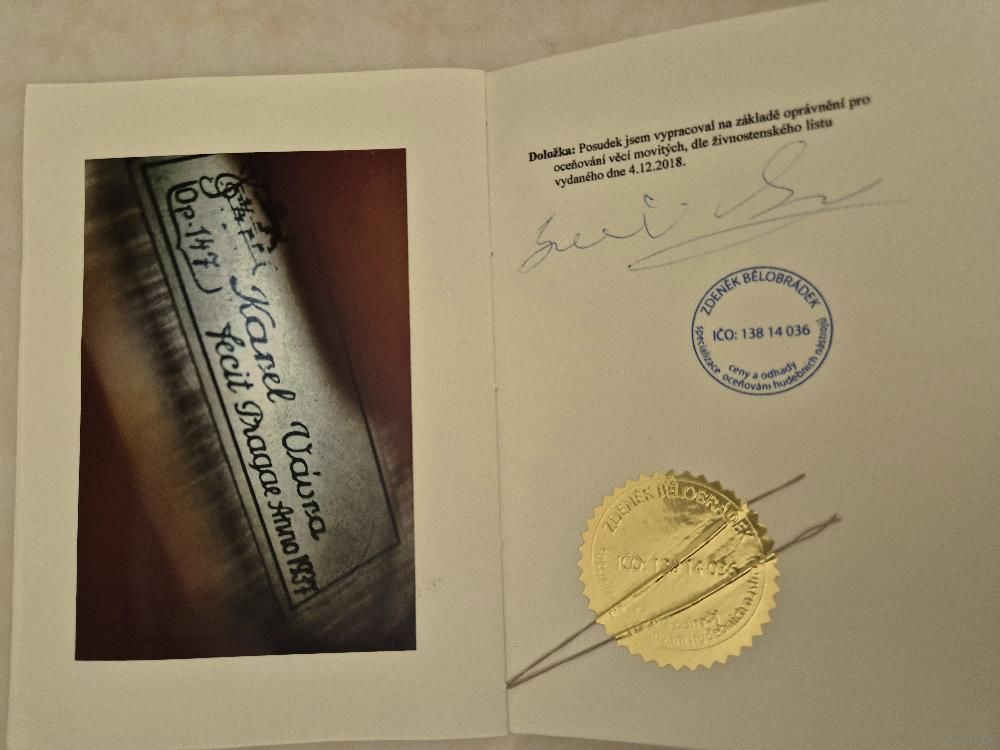 Op. 147
Karel Vávra
fecit Pragae Anno 1937
Doložka: Posudek jsem vypracoval na základě oprávnění pro
oceňování věcí movitých, dle živnostenského listu
vydaného dne 4.12.2018.
ZDENĚK BĚLOBRÁDEK
IČO: 138 14 036
ceny a odhady
specializace oceňování hudebních nástrojů
ZDENĚK BĚLOBRÁDEK
IČO: 138 14 036